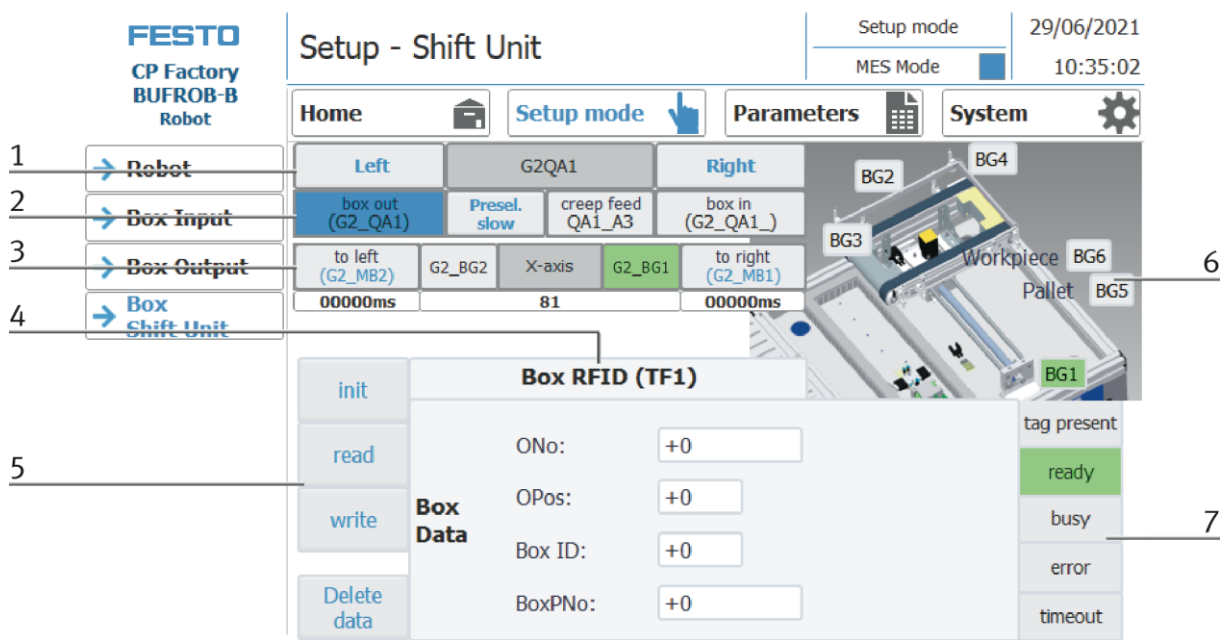 FESTO
CP Factory
BUFROB-B
Robot
Setup - Shift Unit
Setup mode
MES Mode
29/06/2021
10:35:02
Home
Setup mode
Parameters
System
1
Robot
2
Box Input
3
Box Output
4
Box
Shift Unit
5
Left
G2QA1
Right
box out
(G2_QA1)
Presel.
slow
creep feed
QA1_A3
box in
(G2_QA1_)
to left
(G2_MB2)
G2_BG2
X-axis
G2_BG1
to right
(G2_MB1)
00000ms
81
00000ms
BG2
BG4
BG3
Workpiece BG6
Pallet BG5
BG1
6
init
read
write
Delete
data
Box RFID (TF1)
Box
Data
ONo: +0
OPos: +0
Box ID: +0
BoxPNo: +0
tag present
ready
busy
error
timeout
7